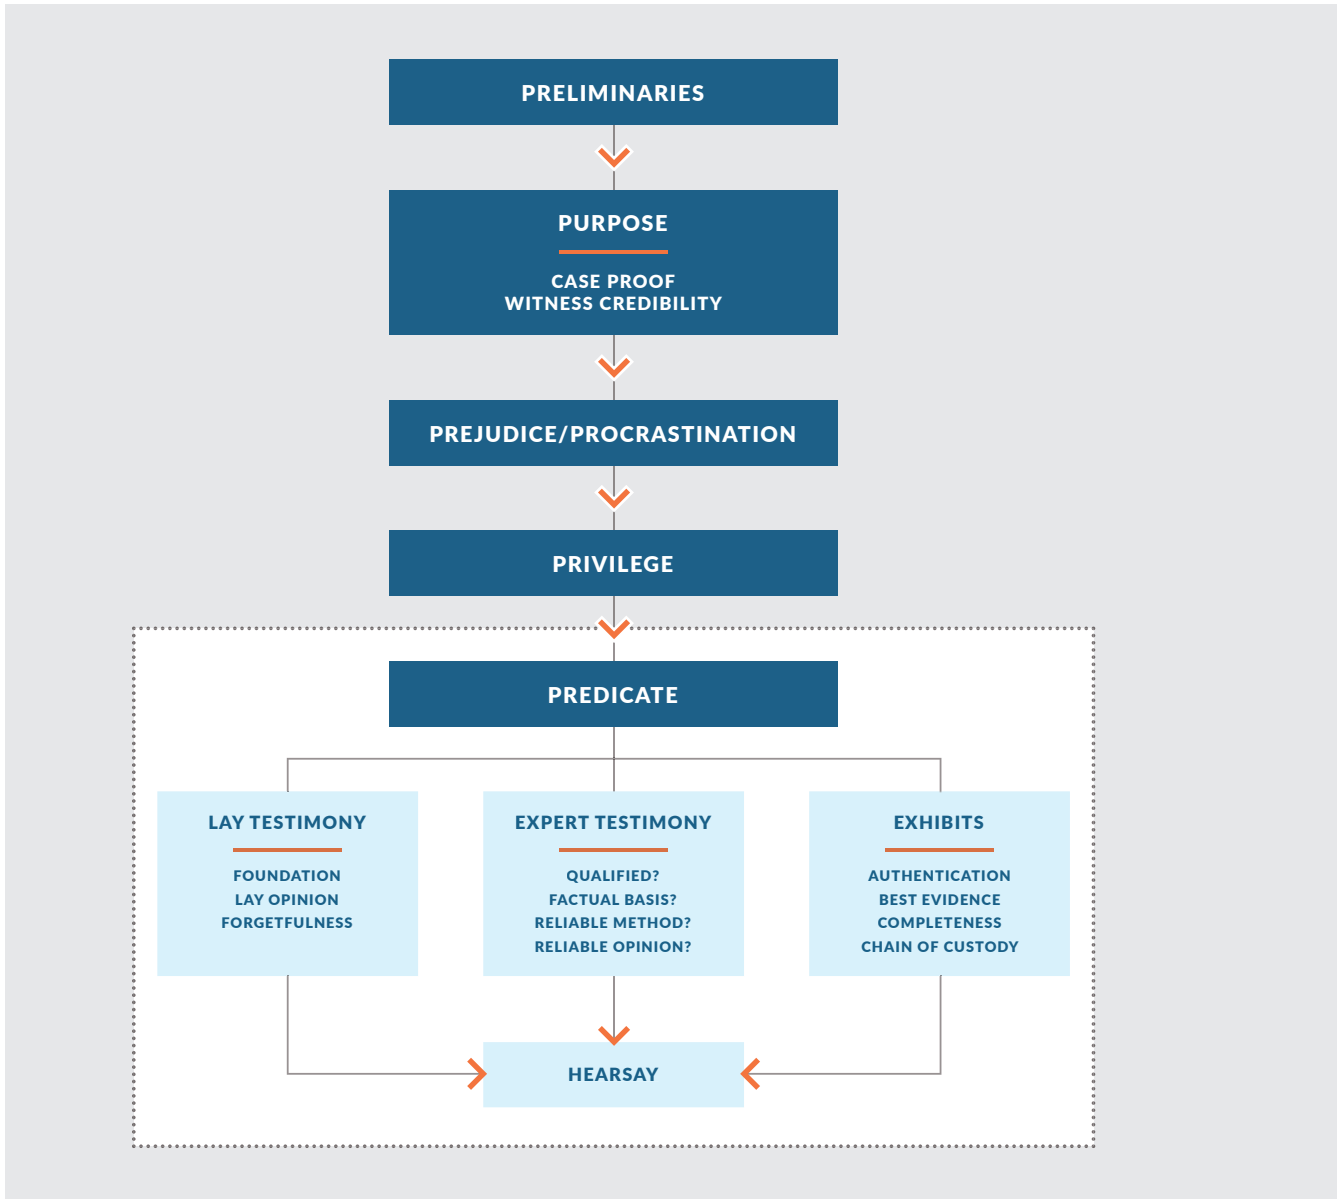 PRELIMINARIES
PURPOSE
CASE PROOF
WITNESS CREDIBILITY
PREJUDICE/PROCRASTINATION
PRIVILEGE
PREDICATE
LAY TESTIMONY
FOUNDATION
LAY OPINION
FORGETFULNESS
EXPERT TESTIMONY
QUALIFIED?
FACTUAL BASIS?
RELIABLE METHOD?
RELIABLE OPINION?
EXHIBITS
AUTHENTICATION
BEST EVIDENCE
COMPLETENESS
CHAIN OF CUSTODY
HEARSAY